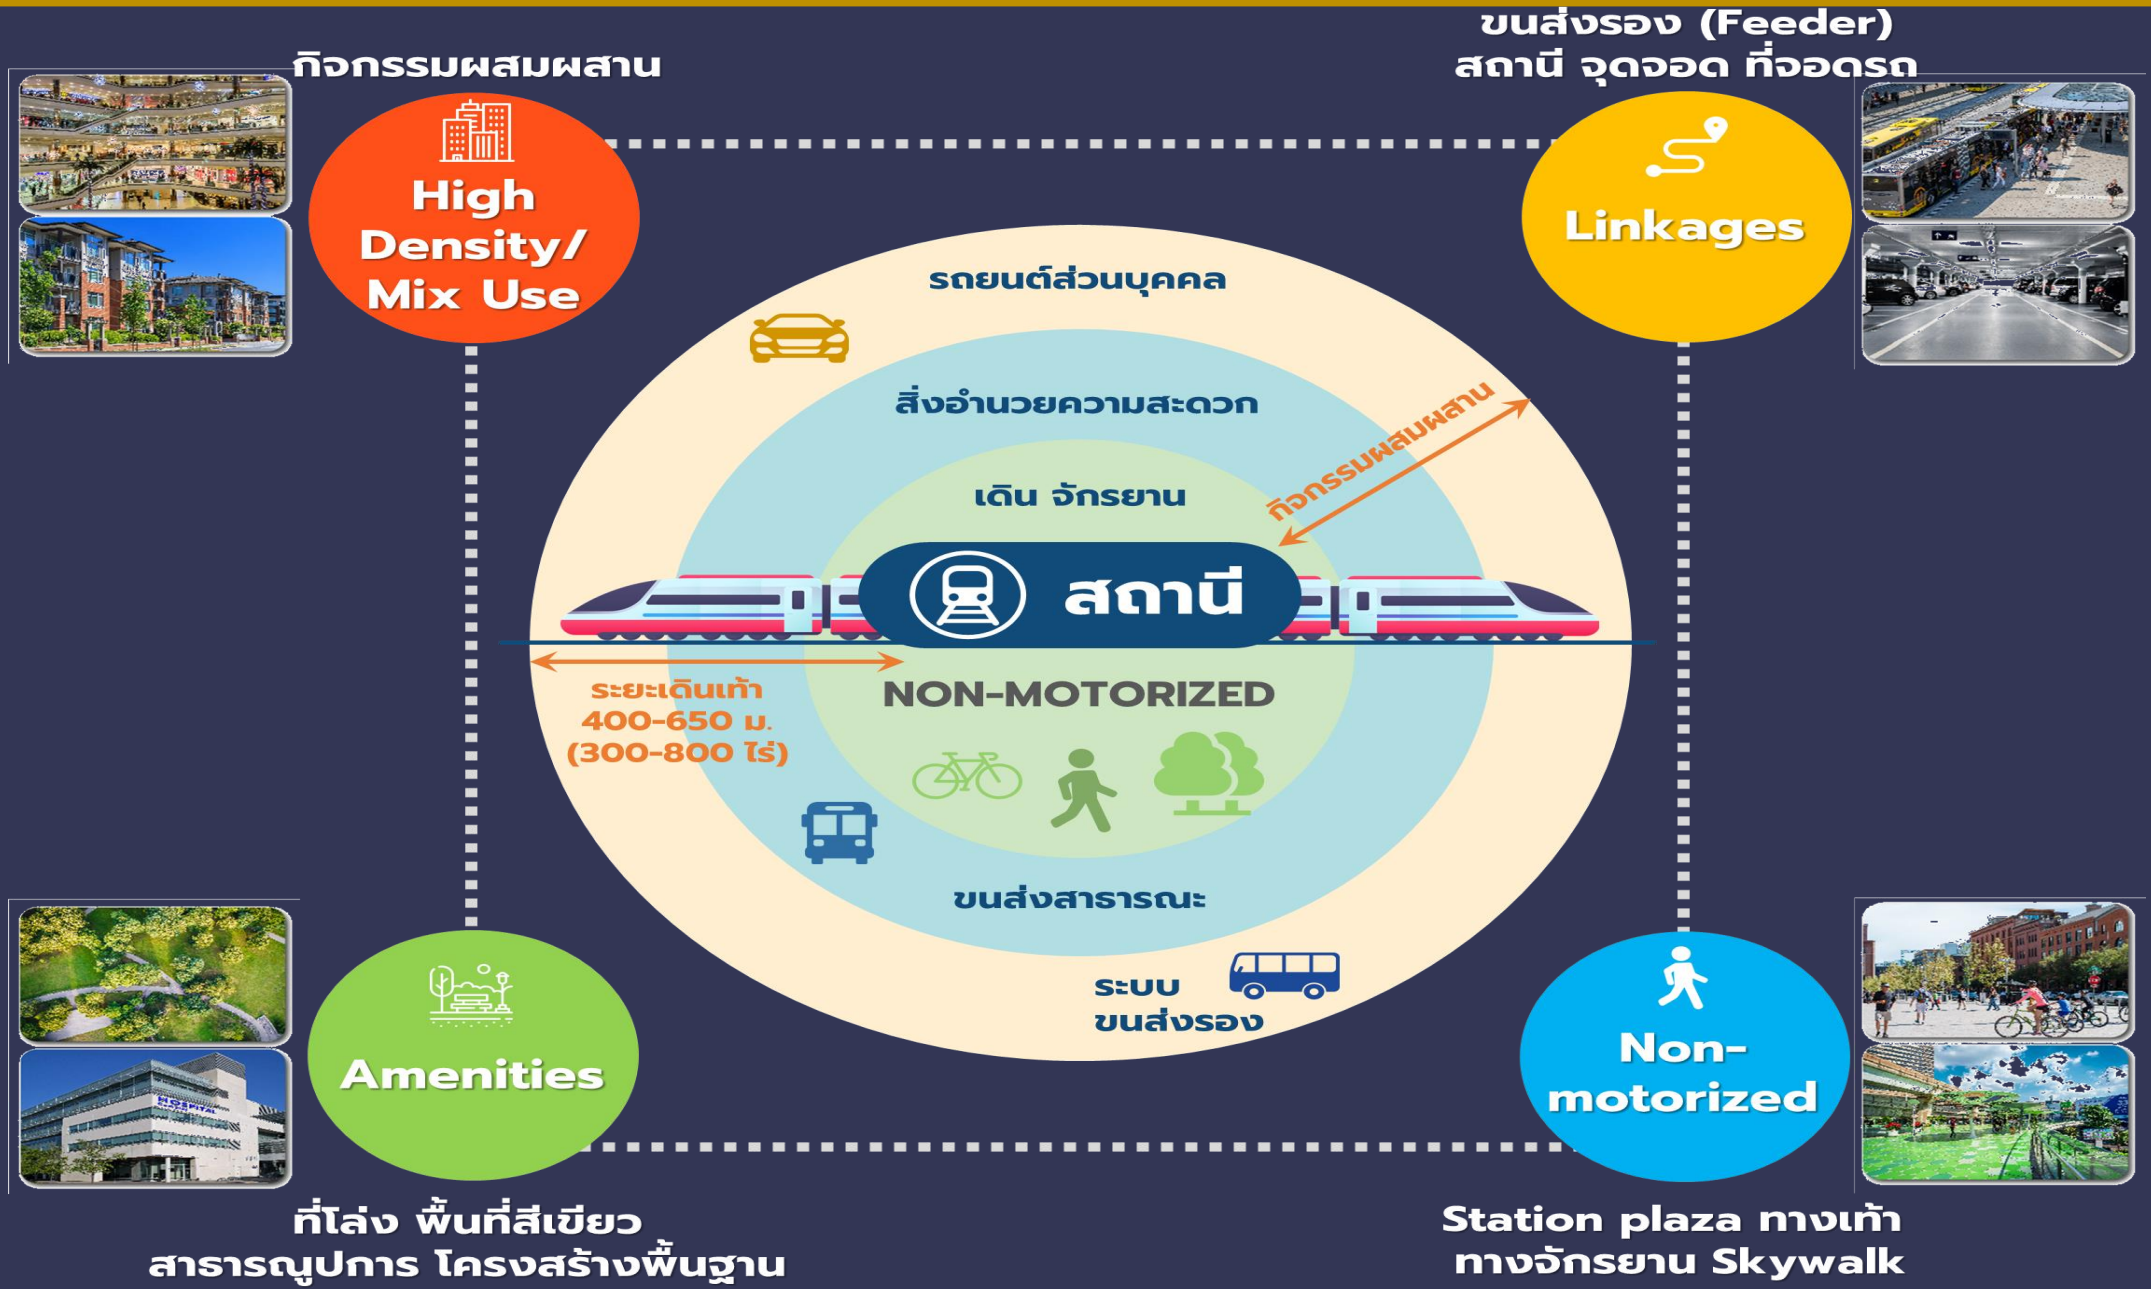 ขนส่งรอง (Feeder)
สถานี จุดจอด ที่จอดรถ
กิจกรรมผสมผสาน
High
Density/
Mix Use
Linkages
รถยนต์ส่วนบุคคล
สิ่งอำนวยความสะดวก
กิจกรรมผสมผสาน
เดิน จักรยาน
สถานี
ระยะเดินเท้า
400-650 ม.
(300-800 ไร่)
NON-MOTORIZED
ขนส่งสาธารณะ
ระบบ
ขนส่งรอง
Amenities
Non-
motorized
HOSPITAL
ที่โล่ง พื้นที่สีเขียว
สาธารณูปการ โครงสร้างพื้นฐาน
Station plaza ทางเท้า
ทางจักรยาน Skywalk